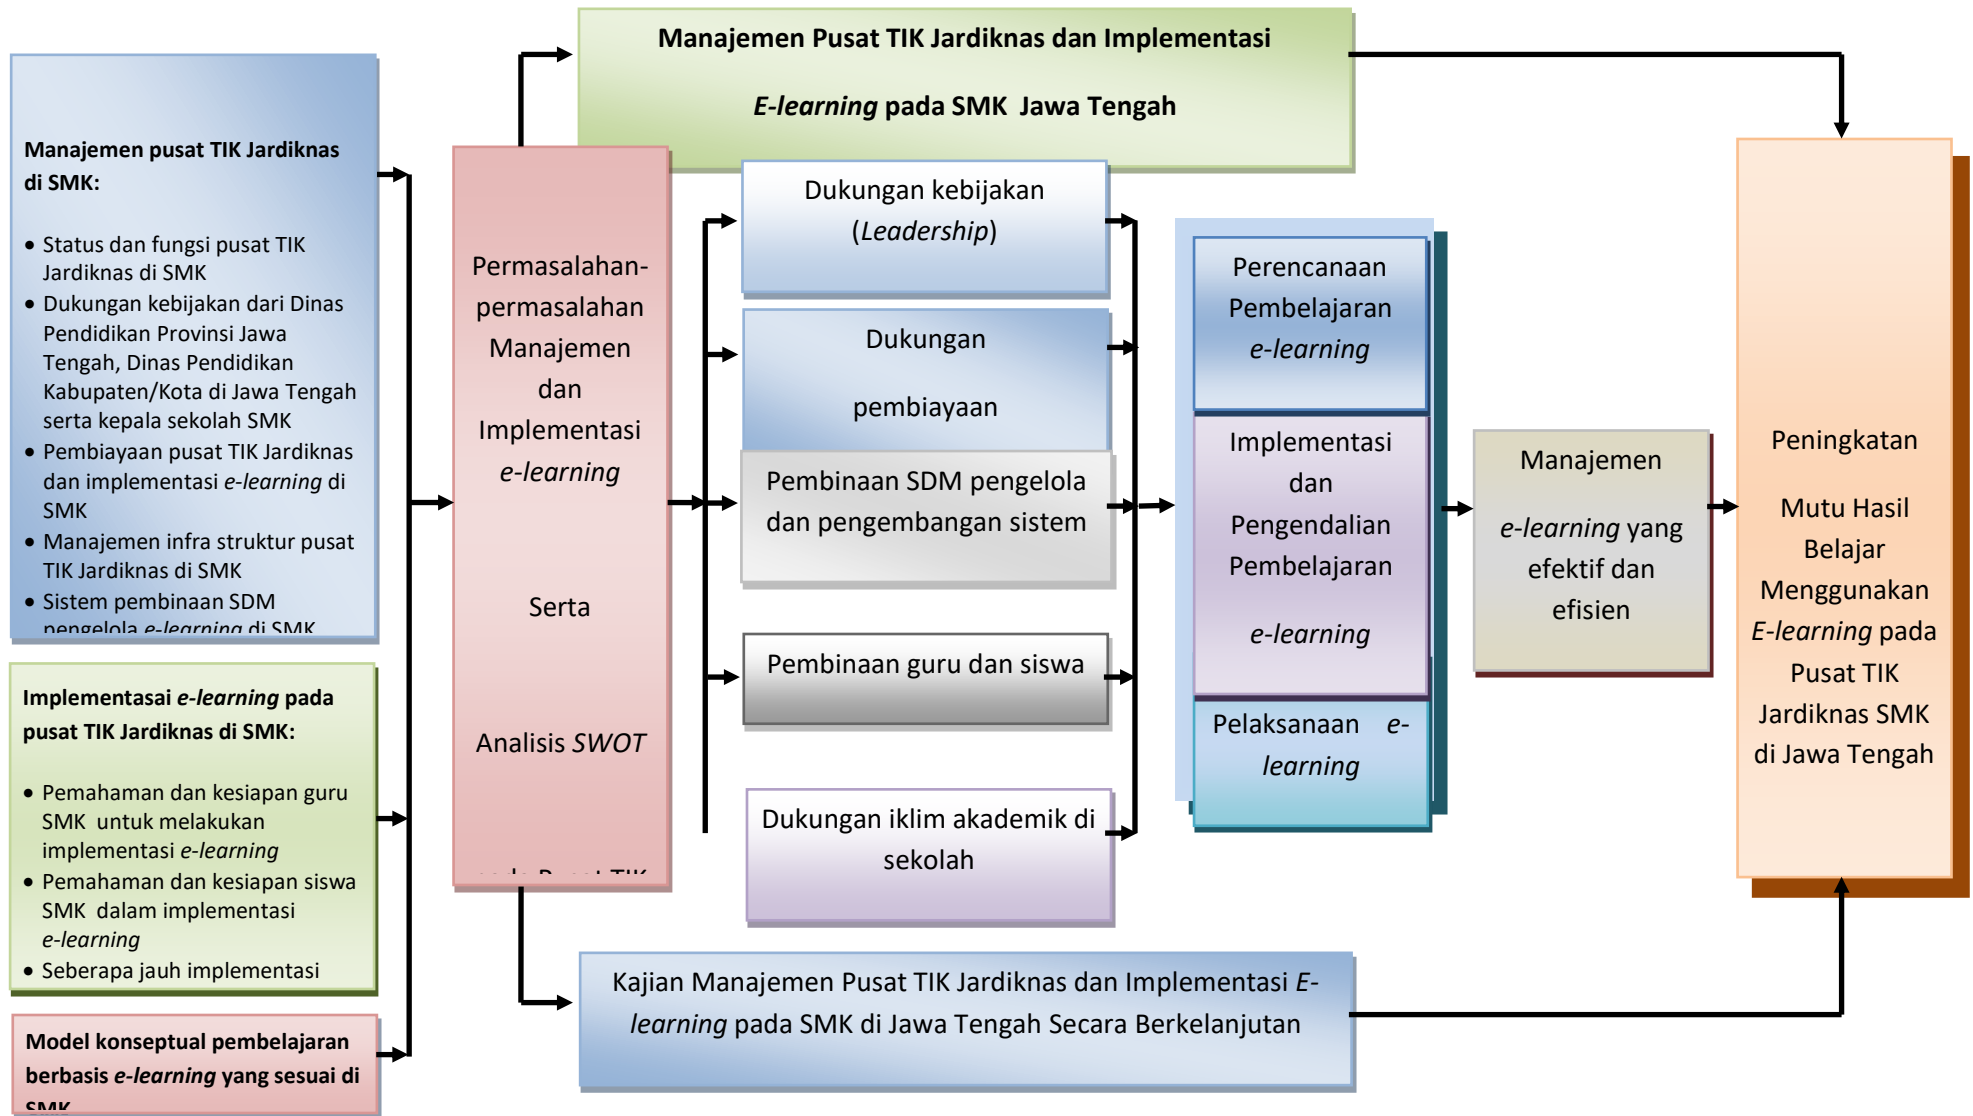 Manajemen Pusat TIK Jardiknas dan Implementasi
E-learning pada SMK Jawa Tengah
Manajemen pusat TIK Jardiknas
di SMK:
• Status dan fungsi pusat TIK
Jardiknas di SMK
• Dukungan kebijakan dari Dinas
Pendidikan Provinsi Jawa
Tengah, Dinas Pendidikan
Kabupaten/Kota di Jawa Tengah
serta kepala sekolah SMK
• Pembiayaan pusat TIK Jardiknas
dan implementasi e-learning di
SMK
• Manajemen infra struktur pusat
TIK Jardiknas di SMK
• Sistem pembinaan SDM
pengelola e-learning di SMK
Implementasai e-learning pada
pusat TIK Jardiknas di SMK:
• Pemahaman dan kesiapan guru
SMK untuk melakukan
implementasi e-learning
• Pemahaman dan kesiapan siswa
SMK dalam implementasi
e-learning
• Seberapa jauh implementasi
Model konseptual pembelajaran
berbasis e-learning yang sesuai di
SMK
Permasalahan-
permasalahan
Manajemen
dan
Implementasi
e-learning
Serta
Analisis SWOT
pada Pusat TIK
Dukungan kebijakan
(Leadership)
Dukungan
pembiayaan
Pembinaan SDM pengelola
dan pengembangan sistem
Pembinaan guru dan siswa
Dukungan iklim akademik di
sekolah
Perencanaan
Pembelajaran
e-learning
Implementasi
dan
Pengendalian
Pembelajaran
e-learning
Pelaksanaan e-
learning
Manajemen
e-learning yang
efektif dan
efisien
Peningkatan
Mutu Hasil
Belajar
Menggunakan
E-learning pada
Pusat TIK
Jardiknas SMK
di Jawa Tengah
Kajian Manajemen Pusat TIK Jardiknas dan Implementasi E-
learning pada SMK di Jawa Tengah Secara Berkelanjutan